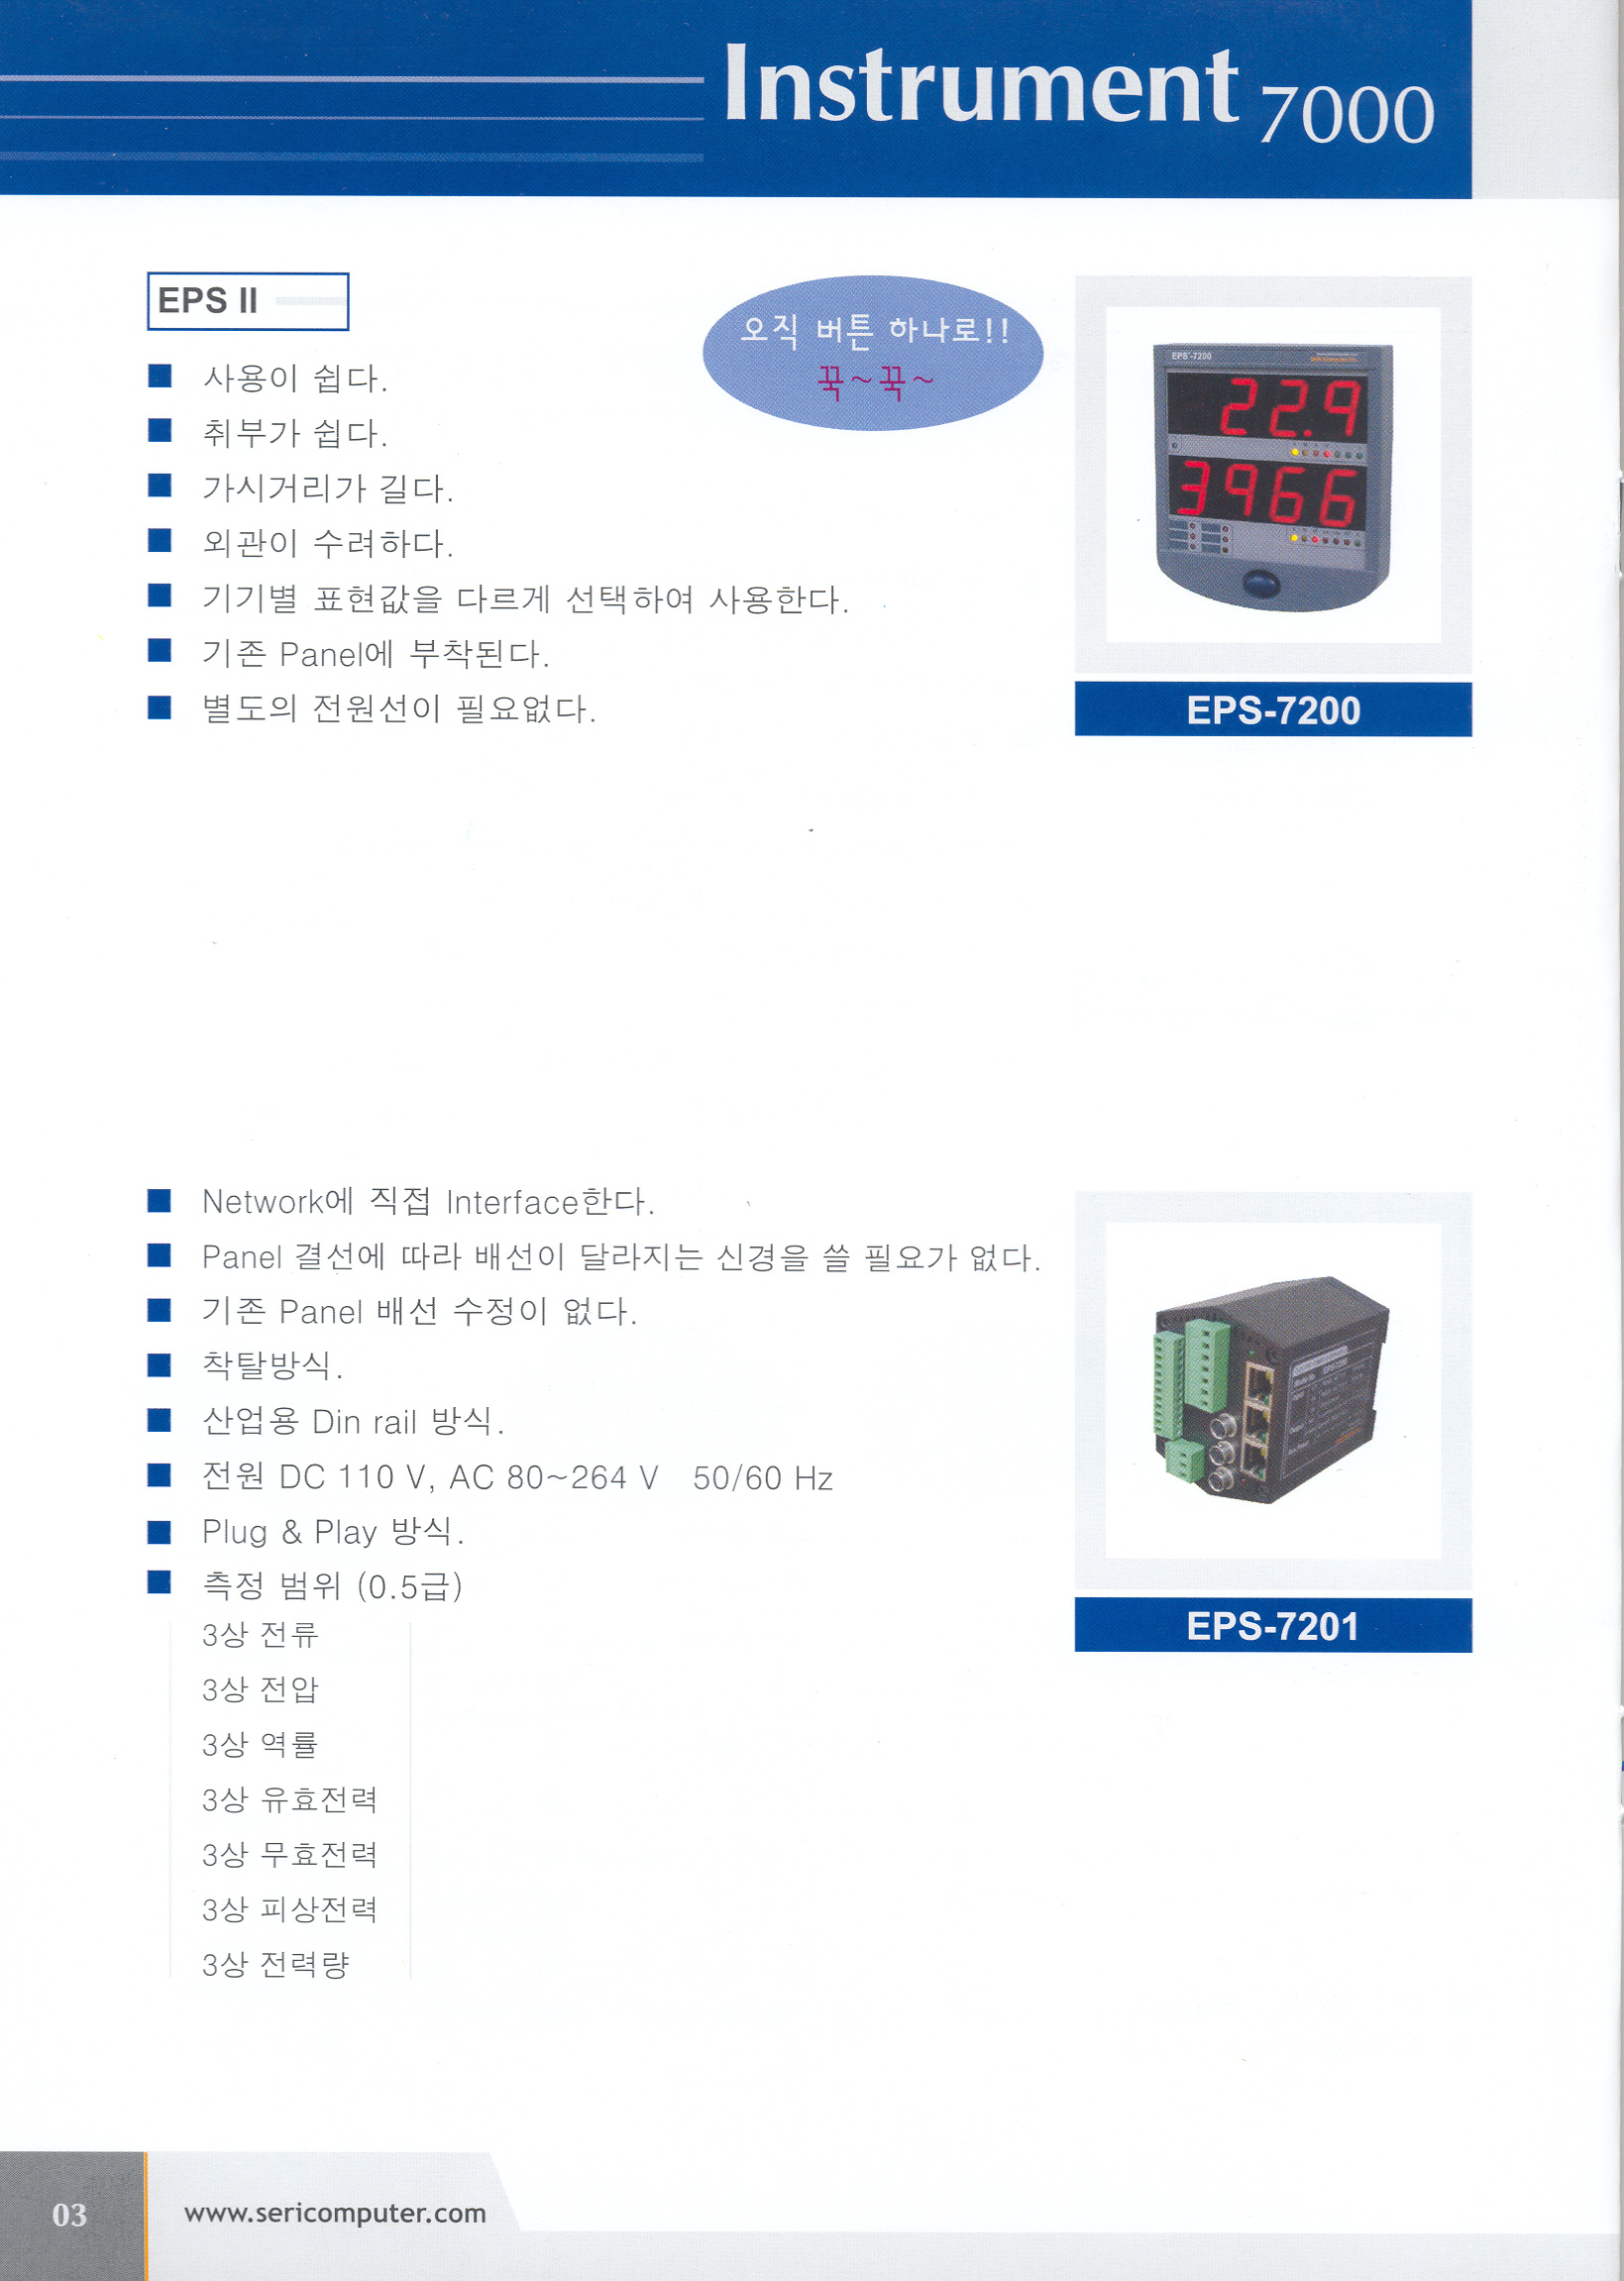 Instrument 7000
EPS II
오직 버튼 하나로!!
꾹~꾹~
사용이 쉽다.
취부가 쉽다.
가시거리가 길다.
외관이 수려하다.
기기별 표현값을 다르게 선택하여 사용한다.
기존 Panel에 부착된다.
별도의 전원선이 필요없다.
EPS-7200
22.9
3966
EPS-7200
Network에 직접 Interface한다.
Panel 결선에 따라 배선이 달라지는 신경을 쓸 필요가 없다.
기존 Panel 배선 수정이 없다.
착탈방식.
산업용 Din rail 방식.
전원 DC 110 V, AC 80~264 V 50/60 Hz
Plug & Play 방식.
측정 범위 (0.5급)
3상 전류
3상 전압
3상 역률
3상 유효전력
3상 무효전력
3상 피상전력
3상 전력량
EPS-7201
03
www.sericomputer.com